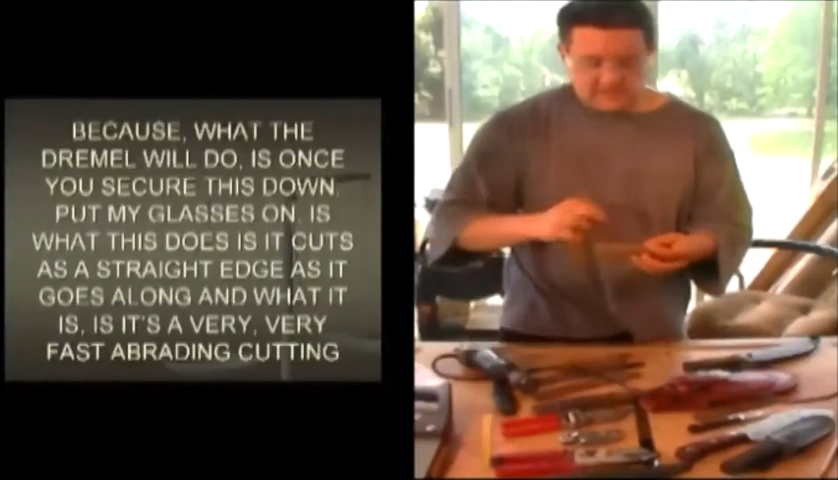 BECAUSE, WHAT THE
DREMEL WILL DO, IS ONCE
YOU SECURE THIS DOWN.
PUT MY GLASSES ON. IS
WHAT THIS DOES IS IT CUTS
AS A STRAIGHT EDGE AS IT
GOES ALONG AND WHAT IT
IS, IS IT'S A VERY, VERY
FAST ABRADING CUTTING